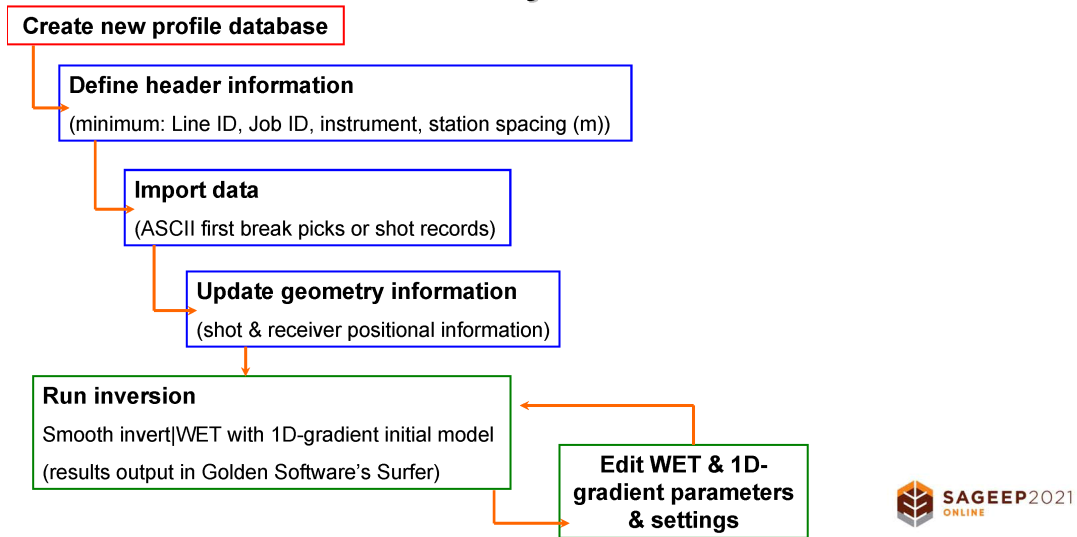 Create new profile database
Define header information
(minimum: Line ID, Job ID, instrument, station spacing (m))
Import data
(ASCII first break picks or shot records)
Update geometry information
(shot & receiver positional information)
Run inversion
Smooth invert|WET with 1D-gradient initial model
(results output in Golden Software's Surfer)
Edit WET & 1D-
gradient parameters
& settings
SAGEEP2021
ONLINE